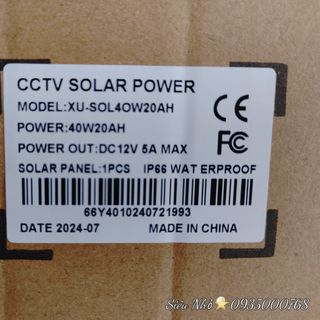 CCTV SOLAR POWER
MODEL:XU-SOL4OW20AH
POWER:40W20AH
POWER OUT:DC12V 5A MAX
SOLAR PANEL:1PCS IP66 WAT ERPROOF
66Y4010240721993
DATE 2024-07 MADE IN CHINA
CE
FC
Siêu Nhỏ⭐0935000768